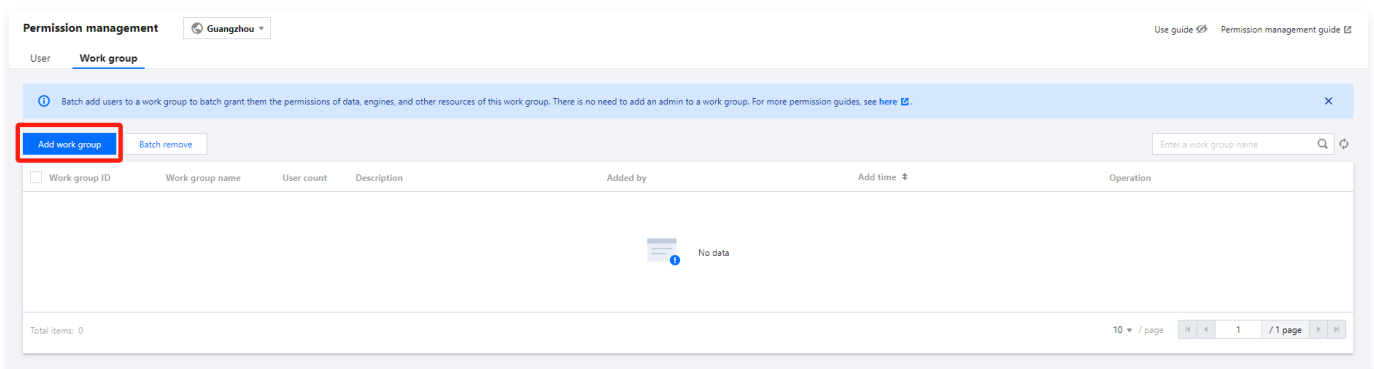 Permission management Guangzhou Use guide Permission management guide
User Work group
Batch add users to a work group to batch grant them the permissions of data, engines, and other resources of this work group. There is no need to add an admin to a work group. For more permission guides, see here.
Add work group Batch remove Enter a work group name
Work group ID Work group name User count Description Added by Add time Operation
No data
Total items: 0 10 / page 1 / 1 page